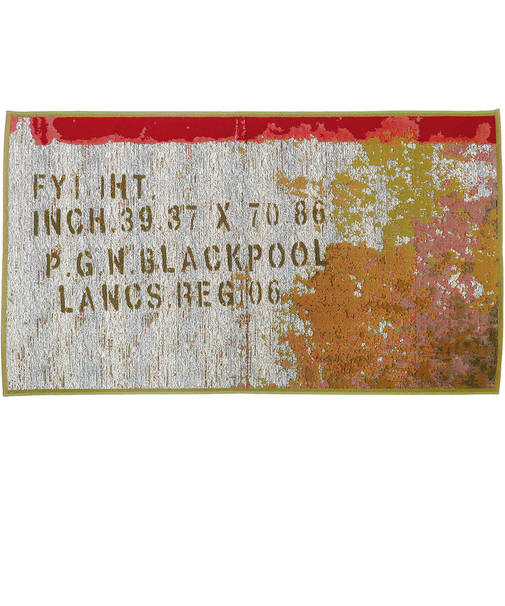 FYI.IHT.
INCH.39.37 X 70.86
P.G.N.BLACKPOOL
LANCS.REG.06